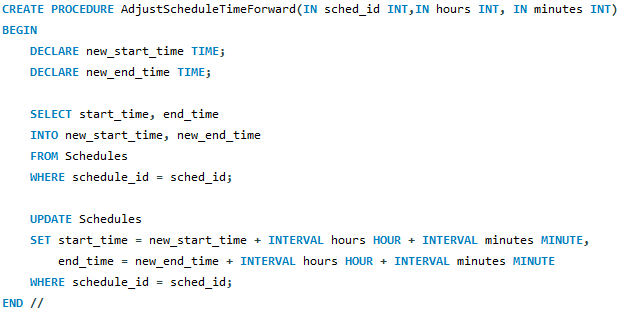 CREATE PROCEDURE AdjustScheduleTimeForward(IN sched_id INT,IN hours INT, IN minutes INT)
BEGIN
    DECLARE new_start_time TIME;
    DECLARE new_end_time TIME;

    SELECT start_time, end_time
    INTO new_start_time, new_end_time
    FROM Schedules
    WHERE schedule_id = sched_id;

    UPDATE Schedules
    SET start_time = new_start_time + INTERVAL hours HOUR + INTERVAL minutes MINUTE,
        end_time = new_end_time + INTERVAL hours HOUR + INTERVAL minutes MINUTE
    WHERE schedule_id = sched_id;
END //